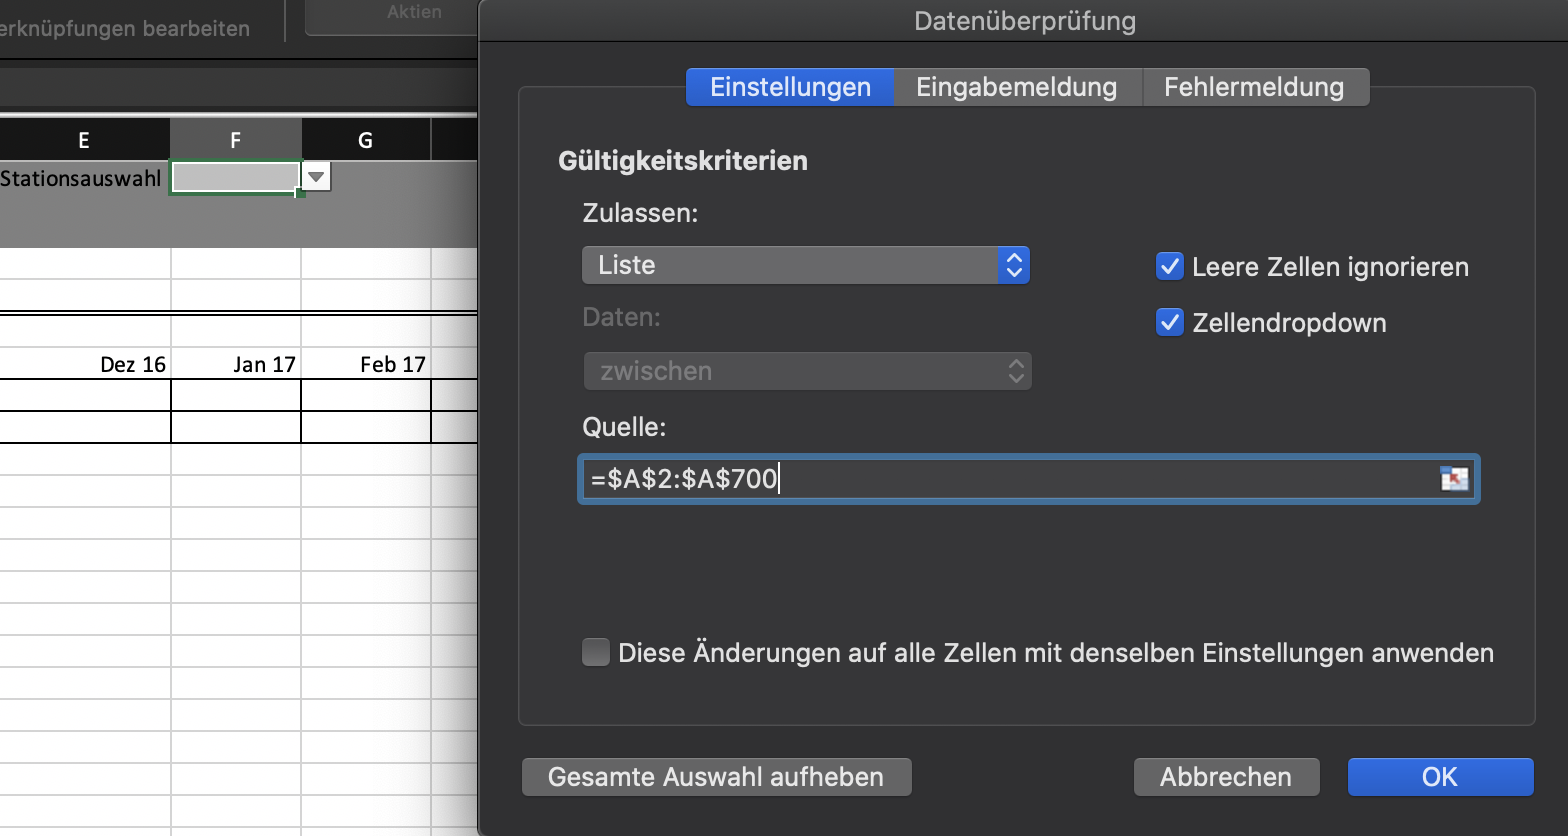 erknüpfungen bearbeiten
Aktien
E F G
Stationsauswahl
Dez 16 Jan 17 Feb 17
Datenüberprüfung
Einstellungen Eingabemeldung Fehlermeldung
Gültigkeitskriterien
Zulassen:
Liste
Leere Zellen ignorieren
Daten:
Zellendropdown
zwischen
Quelle:
=$A$2:$A$700
Diese Änderungen auf alle Zellen mit denselben Einstellungen anwenden
Gesamte Auswahl aufheben Abbrechen OK